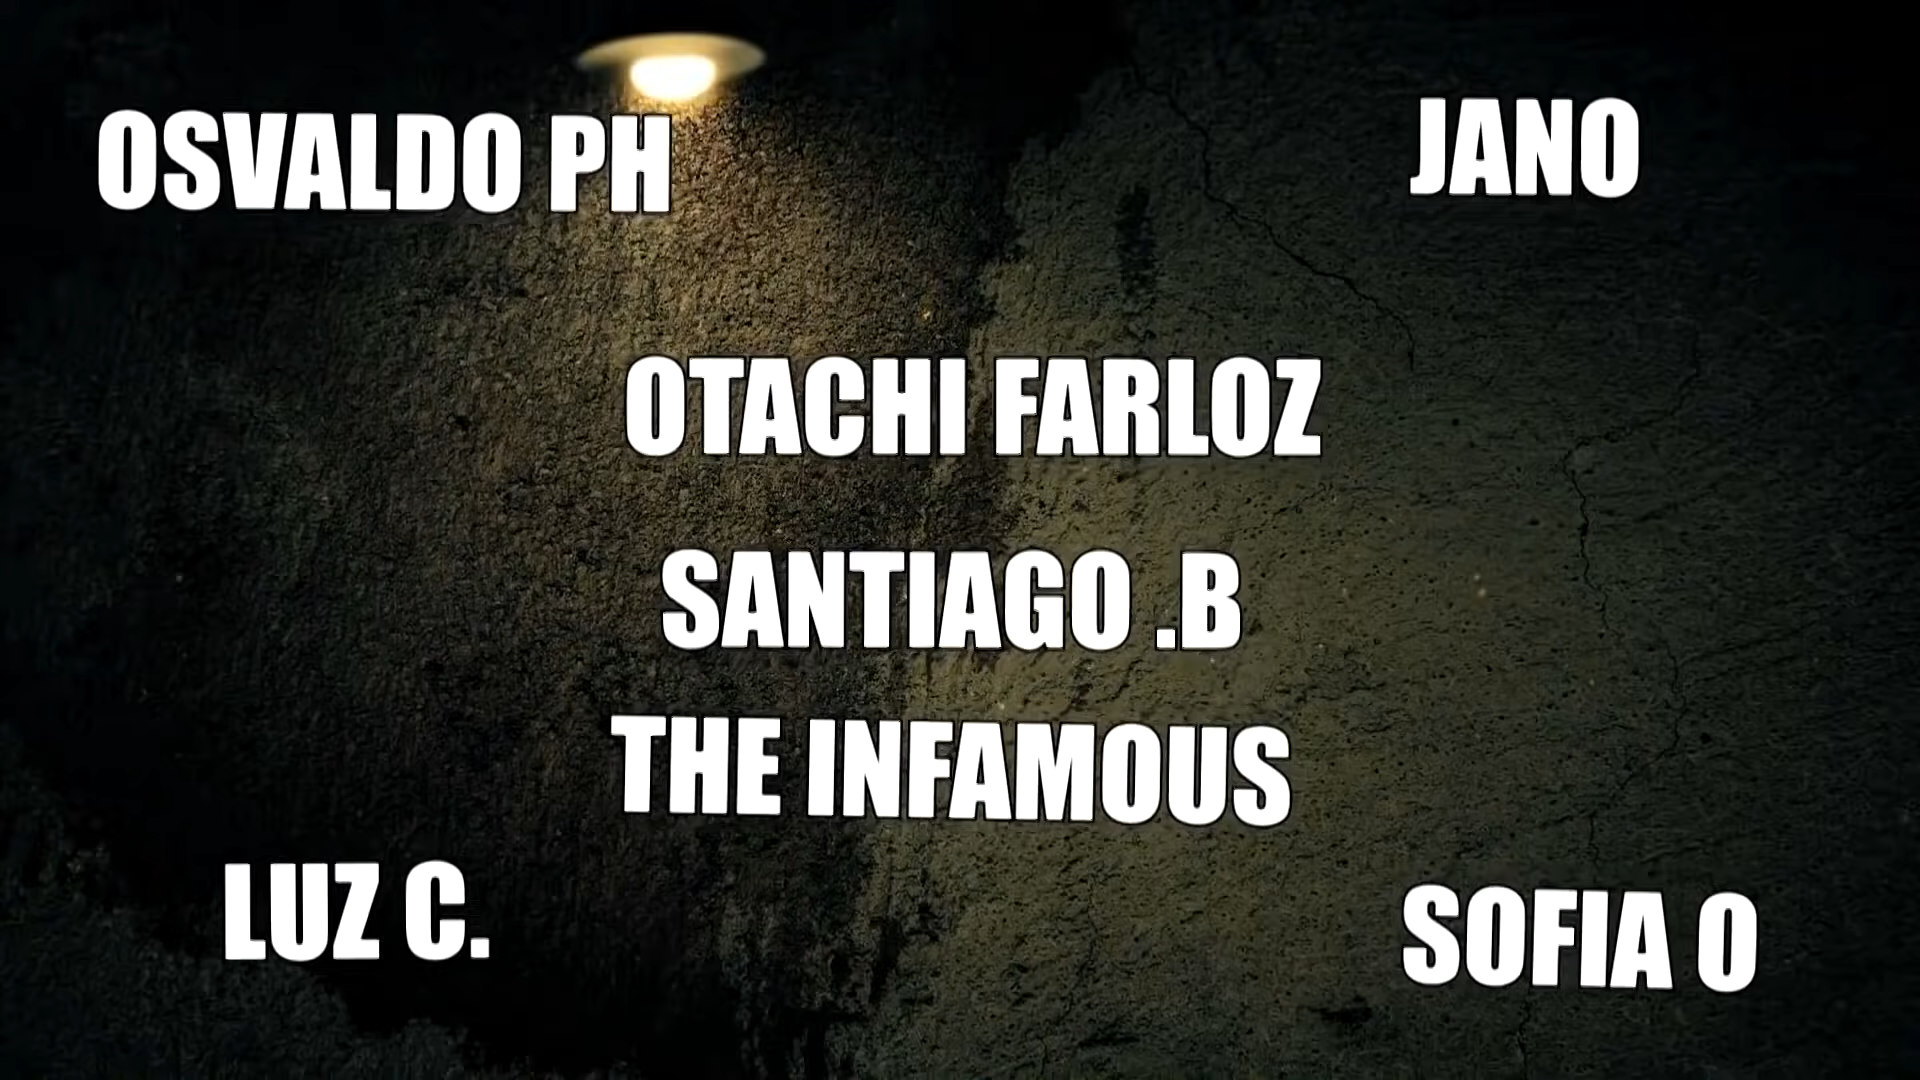 OSVALDO PH
JANO
OTACHI FARLOZ
SANTIAGO .B
THE INFAMOUS
LUZ C.
SOFIA O